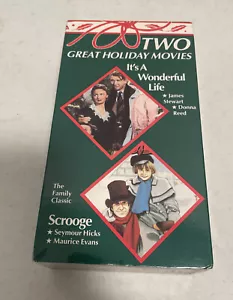 TWO
GREAT HOLIDAY MOVIES
It's A
Wonderful
Life
★ James
Stewart
★ Donna
Reed
The
Family
Classic
Scrooge
★ Seymour Hicks
★ Maurice Evans